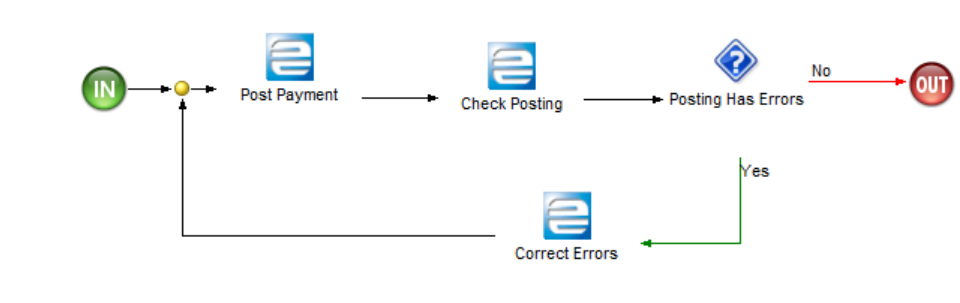 IN
Post Payment
Check Posting
Posting Has Errors
No
OUT
Yes
Correct Errors